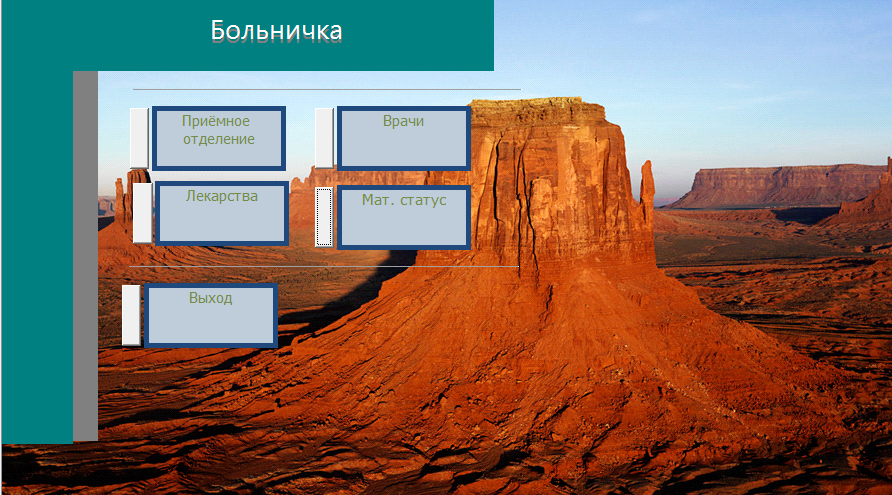 Больничка
Приёмное
отделение
Врачи
Лекарства
Мат. статус
Выход